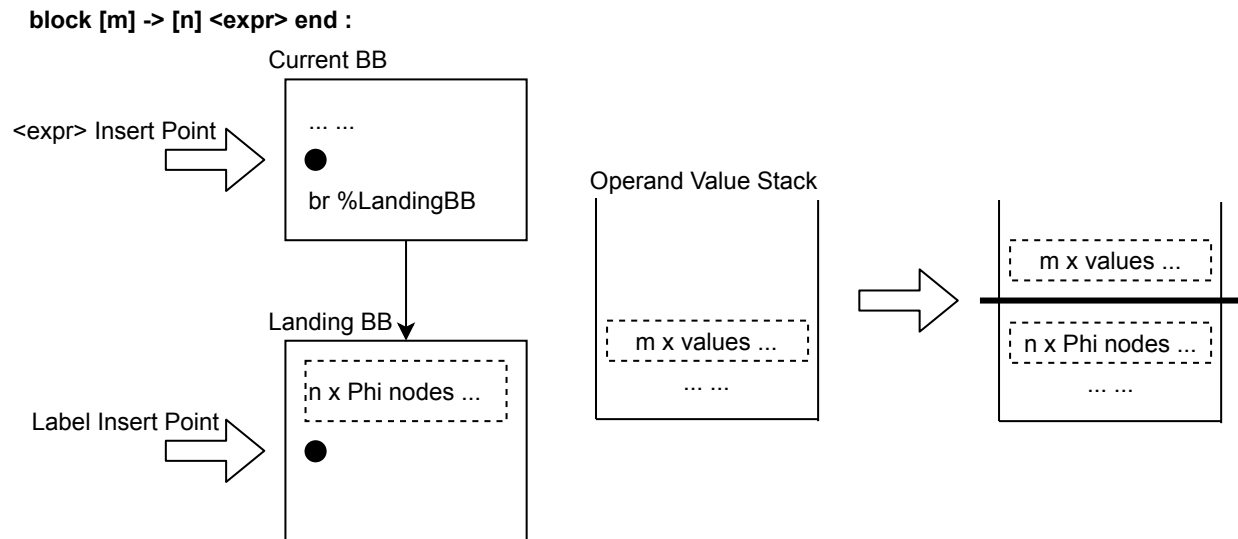 block [m] -> [n] <expr> end :
Current BB
<expr> Insert Point
... ...
br %LandingBB
Landing BB
n x Phi nodes ...
Label Insert Point
Operand Value Stack
m x values ...
... ...
m x values ...
n x Phi nodes ...
... ...